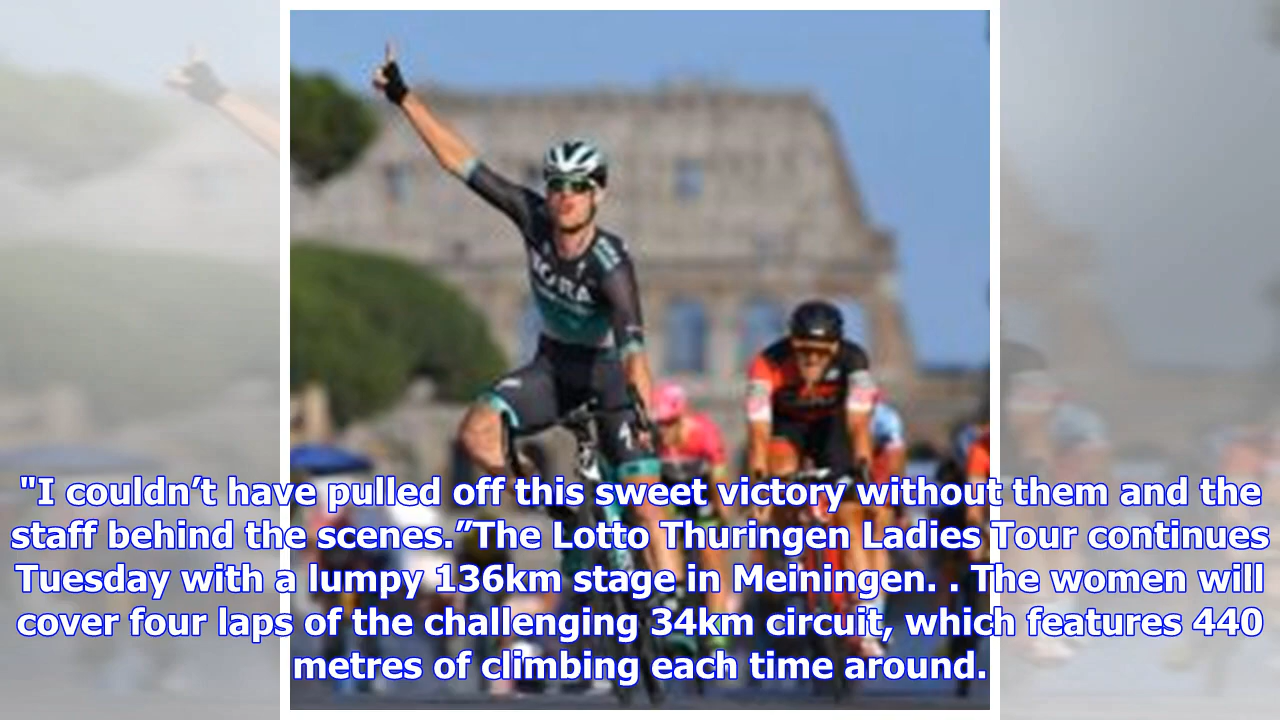 BORA
"I couldn’t have pulled off this sweet victory without them and the
staff behind the scenes.”The Lotto Thuringen Ladies Tour continues
Tuesday with a lumpy 136km stage in Meiningen. . The women will
cover four laps of the challenging 34km circuit, which features 440
metres of climbing each time around.